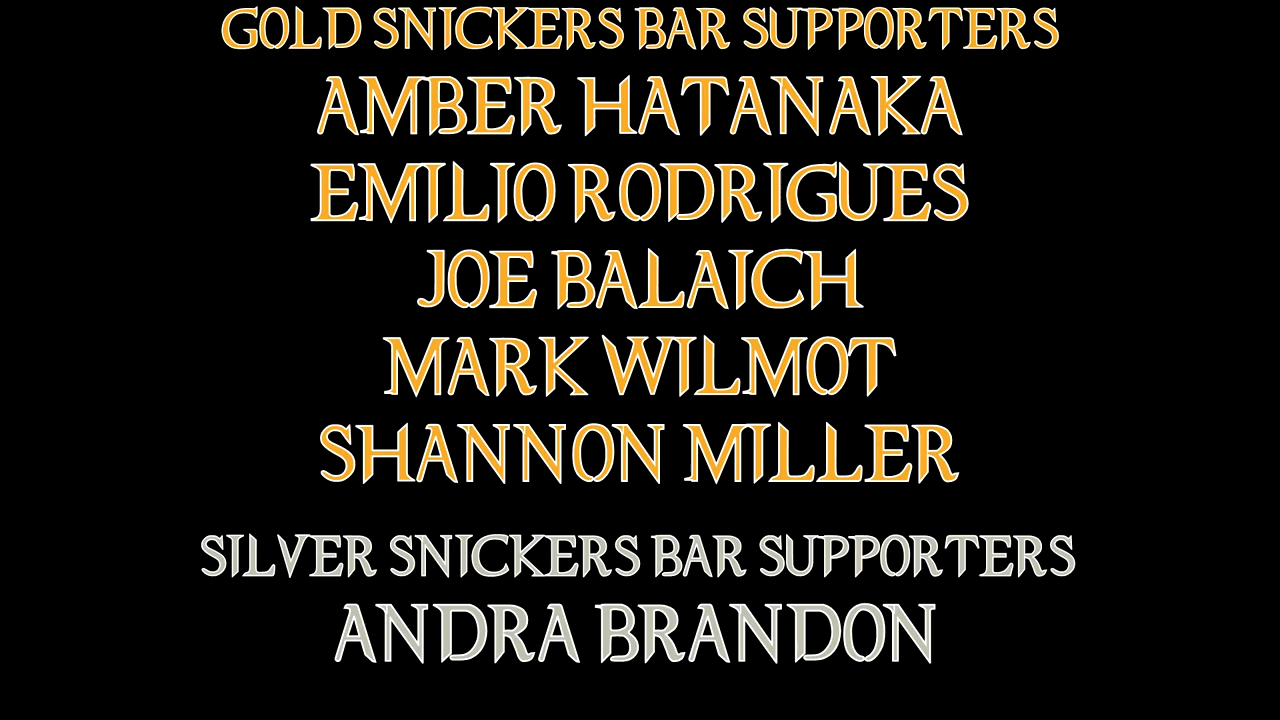 GOLD SNICKERS BAR SUPPORTERS
AMBER HATANAKA
EMILIO RODRIGUES
JOE BALAICH
MARK WILMOT
SHANNON MILLER
SILVER SNICKERS BAR SUPPORTERS
ANDRA BRANDON